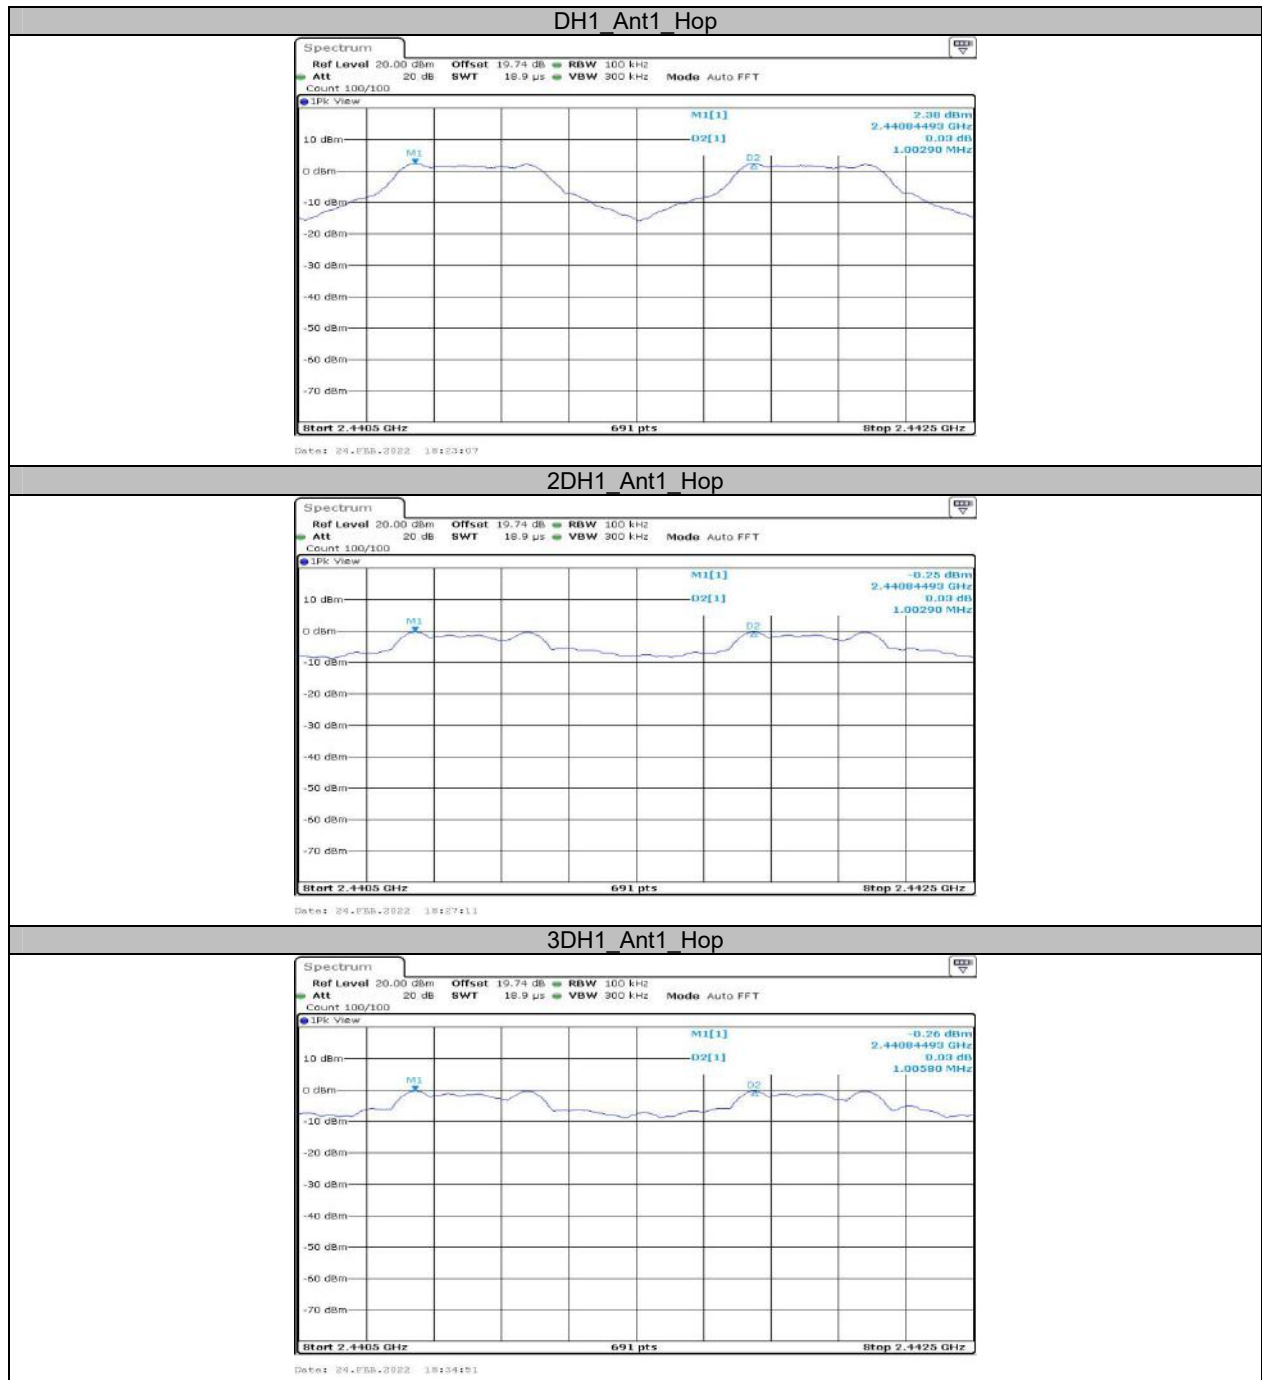 DH1_Ant1_Hop
Spectrum
Ref Level 20.00 dBm Offset 19.74 dB RBW 100 kHz
Att 20 dB SWT 18.9 µs VBW 300 kHz Mode Auto FFT
Count 100/100
1Pk View
M1[1] 2.38 dBm
2.44084493 GHz
10 dBm D2[1] 0.03 dB
1.00290 MHz
M1 D2
0 dBm
-10 dBm
-20 dBm
-30 dBm
-40 dBm
-50 dBm
-60 dBm
-70 dBm
Start 2.4405 GHz 691 pts Stop 2.4425 GHz
Date: 24.FEB.2022 18:23:07
2DH1_Ant1_Hop
Spectrum
Ref Level 20.00 dBm Offset 19.74 dB RBW 100 kHz
Att 20 dB SWT 18.9 µs VBW 300 kHz Mode Auto FFT
Count 100/100
1Pk View
M1[1] -0.25 dBm
2.44084493 GHz
10 dBm D2[1] 0.03 dB
1.00290 MHz
M1 D2
0 dBm
-10 dBm
-20 dBm
-30 dBm
-40 dBm
-50 dBm
-60 dBm
-70 dBm
Start 2.4405 GHz 691 pts Stop 2.4425 GHz
Date: 24.FEB.2022 18:27:11
3DH1_Ant1_Hop
Spectrum
Ref Level 20.00 dBm Offset 19.74 dB RBW 100 kHz
Att 20 dB SWT 18.9 µs VBW 300 kHz Mode Auto FFT
Count 100/100
1Pk View
M1[1] -0.26 dBm
2.44084493 GHz
10 dBm D2[1] 0.03 dB
1.00580 MHz
M1 D2
0 dBm
-10 dBm
-20 dBm
-30 dBm
-40 dBm
-50 dBm
-60 dBm
-70 dBm
Start 2.4405 GHz 691 pts Stop 2.4425 GHz
Date: 24.FEB.2022 18:34:51